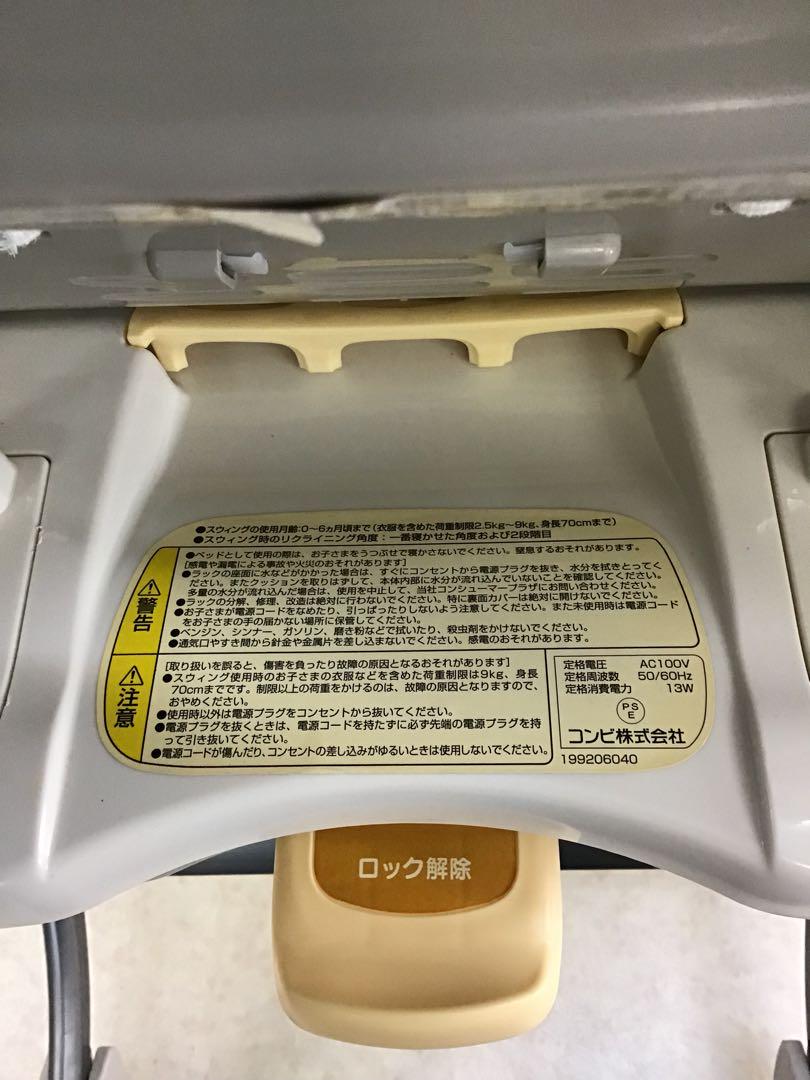 ●スウィングの使用月齢:0〜6ヵ月頃まで(衣服を含めた荷重制限2.5kg〜9kg、身長70cmまで)
●スウィング時のリクライニング角度:一番寝かせた角度および2段階目
⚠警告
●ベッドとして使用の際は、お子さまをうつぶせで寝かさないでください。窒息するおそれがあります。
[感電や漏電による事故や火災のおそれがあります]
●ラックの座面に水などがかかった場合は、すぐにコンセントから電源プラグを抜き、水分を拭きとってく
ださい。またクッションを取りはずして、本体内部に水分が流れ込んでいないことを確認してください。
多量の水分が流れ込んだ場合は、使用を中止して、当社コンシューマープラザにお問い合わせください。
●ラックの分解、修理、改造は絶対に行わないでください。特に裏面カバーは絶対に開けないでください。
●お子さまが電源コードをなめたり、引っぱったりしないよう注意してください。また未使用時は電源コード
をお子さまの手の届かない場所に保管してください。
●ベンジン、シンナー、ガソリン、磨き粉などで拭いたり、殺虫剤をかけないでください。
●通気口やすき間から針金や金属片を差し込まないでください。感電のおそれがあります。
⚠注意
[取り扱いを誤ると、傷害を負ったり故障の原因となるおそれがあります]
●スウィング使用時のお子さまの衣服などを含めた荷重制限は9kg、身長
70cmまでです。制限以上の荷重をかけるのは、故障の原因となりますので、
おやめください。
●使用時以外は電源プラグをコンセントから抜いてください。
●電源プラグを抜くときは、電源コードを持たずに必ず先端の電源プラグを持
って引き抜いてください。
●電源コードが傷んだり、コンセントの差し込みがゆるいときは使用しないでください。
定格電圧 AC100V
定格周波数 50/60Hz
定格消費電力 13W
PS
E
コンビ株式会社
199206040
ロック解除